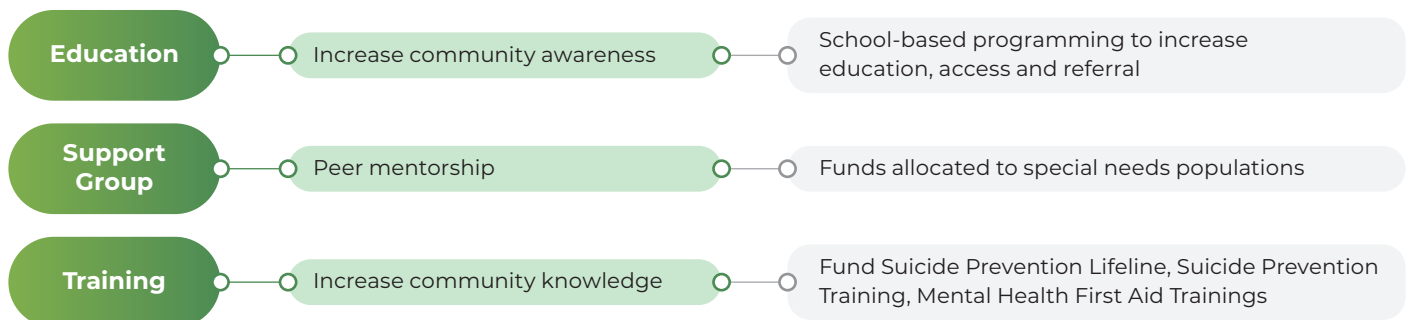 Education
Increase community awareness
School-based programming to increase
education, access and referral
Support
Group
Peer mentorship
Funds allocated to special needs populations
Training
Increase community knowledge
Fund Suicide Prevention Lifeline, Suicide Prevention
Training, Mental Health First Aid Trainings